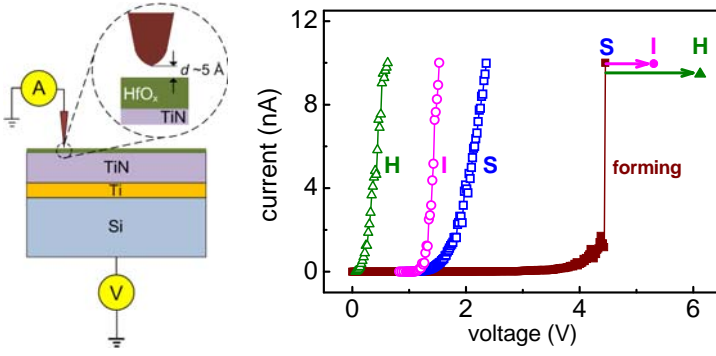 A
d ~5 Å
HfOₓ
TiN
TiN
Ti
Si
V
current (nA)
12
8
4
0
H
I
S
S
I
H
forming
0
2
4
6
voltage (V)